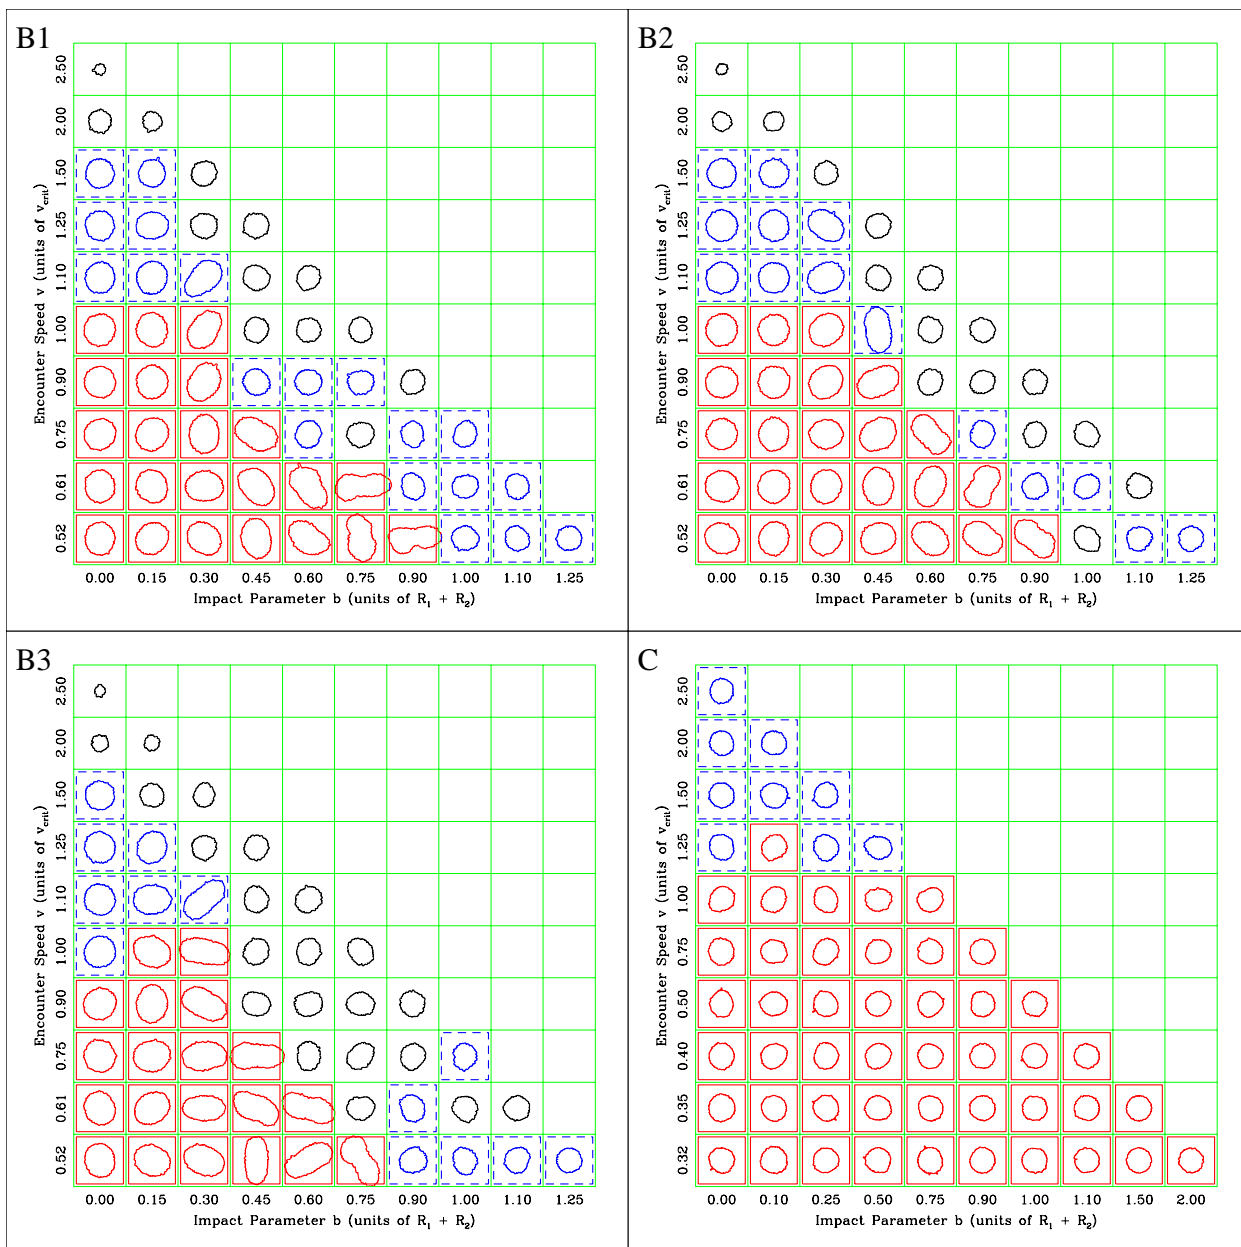 B1
2.50
2.00
1.50
1.25
1.10
1.00
0.90
0.75
0.61
0.52
Encounter Speed v (units of v_crit)
0.00 0.15 0.30 0.45 0.60 0.75 0.90 1.00 1.10 1.25
Impact Parameter b (units of R₁ + R₂)
B2
2.50
2.00
1.50
1.25
1.10
1.00
0.90
0.75
0.61
0.52
Encounter Speed v (units of v_crit)
0.00 0.15 0.30 0.45 0.60 0.75 0.90 1.00 1.10 1.25
Impact Parameter b (units of R₁ + R₂)
B3
2.50
2.00
1.50
1.25
1.10
1.00
0.90
0.75
0.61
0.52
Encounter Speed v (units of v_crit)
0.00 0.15 0.30 0.45 0.60 0.75 0.90 1.00 1.10 1.25
Impact Parameter b (units of R₁ + R₂)
C
2.50
2.00
1.50
1.25
1.00
0.75
0.50
0.40
0.35
0.32
Encounter Speed v (units of v_crit)
0.00 0.10 0.25 0.50 0.75 0.90 1.00 1.10 1.50 2.00
Impact Parameter b (units of R₁ + R₂)